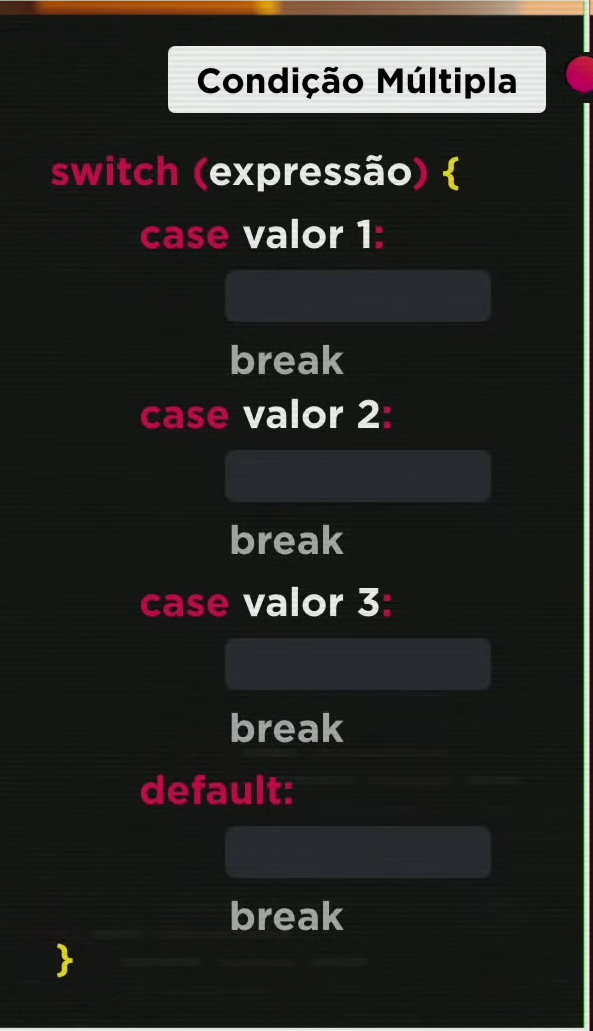 Condição Múltipla
switch (expressão) {
case valor 1:
break
case valor 2:
break
case valor 3:
break
default:
break
}